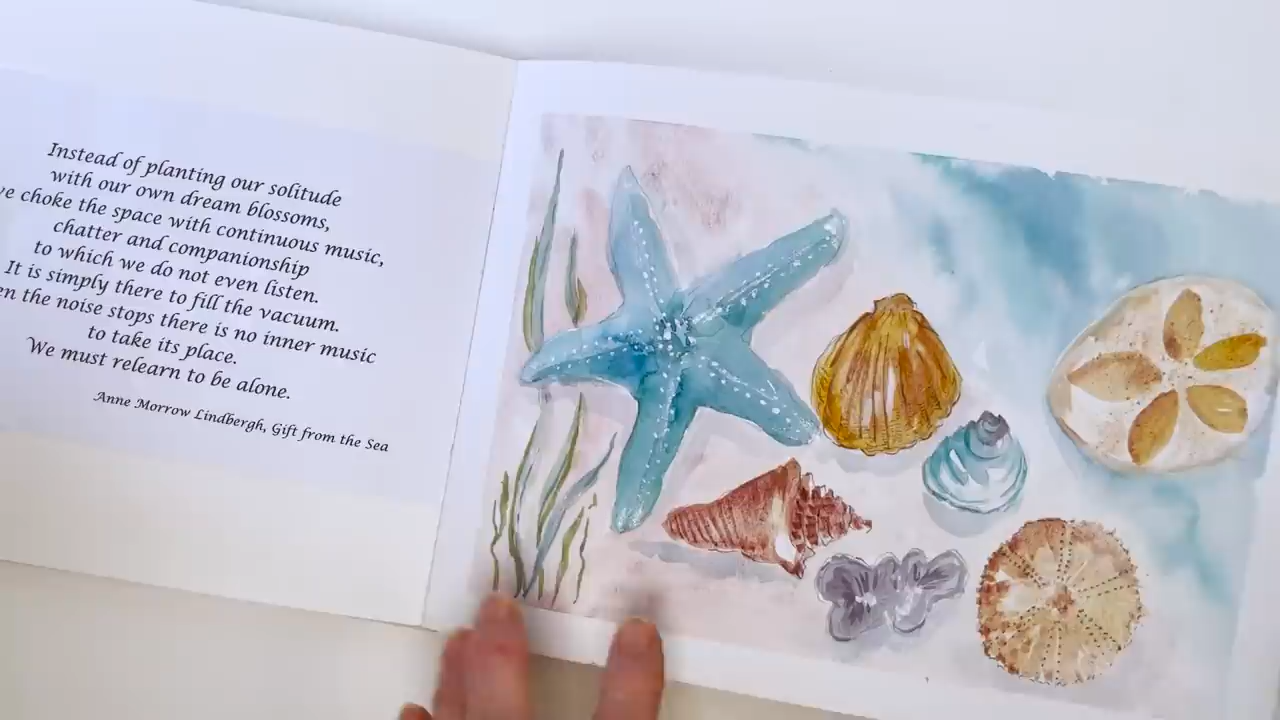 Instead of planting our solitude
with our own dream blossoms,
choke the space with continuous music,
chatter and companionship
to which we do not even listen.
It is simply there to fill the vacuum.
the noise stops there is no inner music
to take its place.
We must relearn to be alone.
Anne Morrow Lindbergh, Gift from the Sea